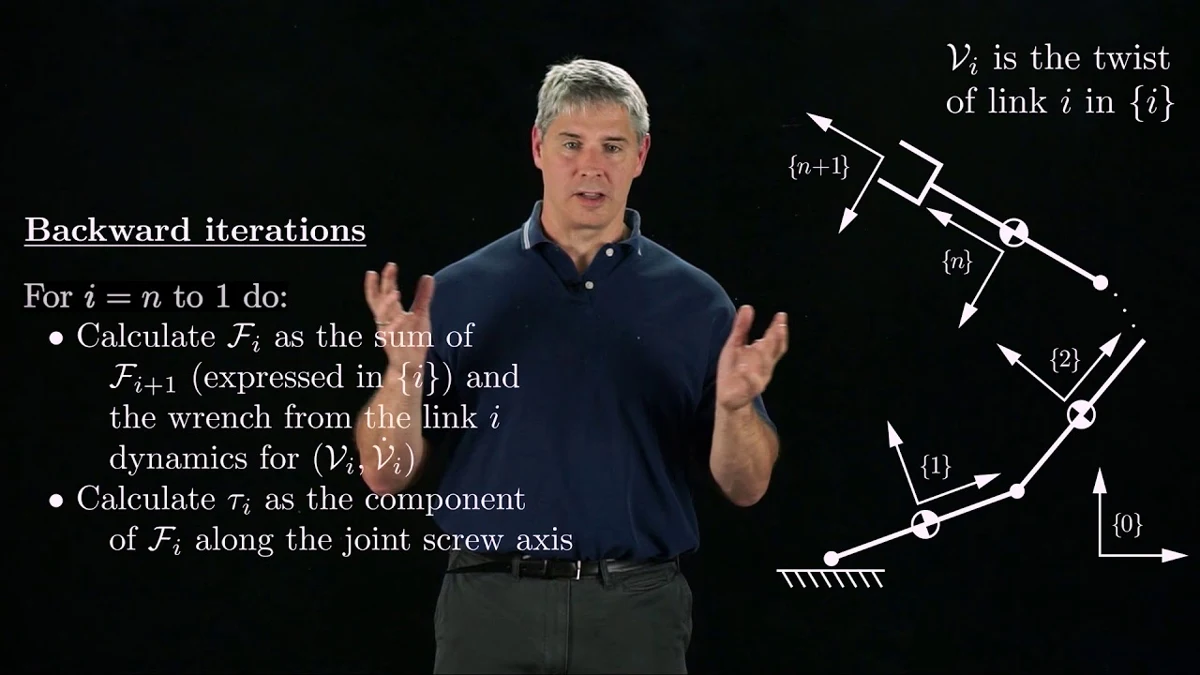 𝒱ᵢ is the twist
of link i in {i}
Backward iterations
For i = n to 1 do:
• Calculate ℱᵢ as the sum of
ℱᵢ₊₁ (expressed in {i}) and
the wrench from the link i
dynamics for (𝒱ᵢ, 𝒱̇ᵢ)
• Calculate τᵢ as the component
of ℱᵢ along the joint screw axis
{n+1}
{n}
{2}
{1}
{0}